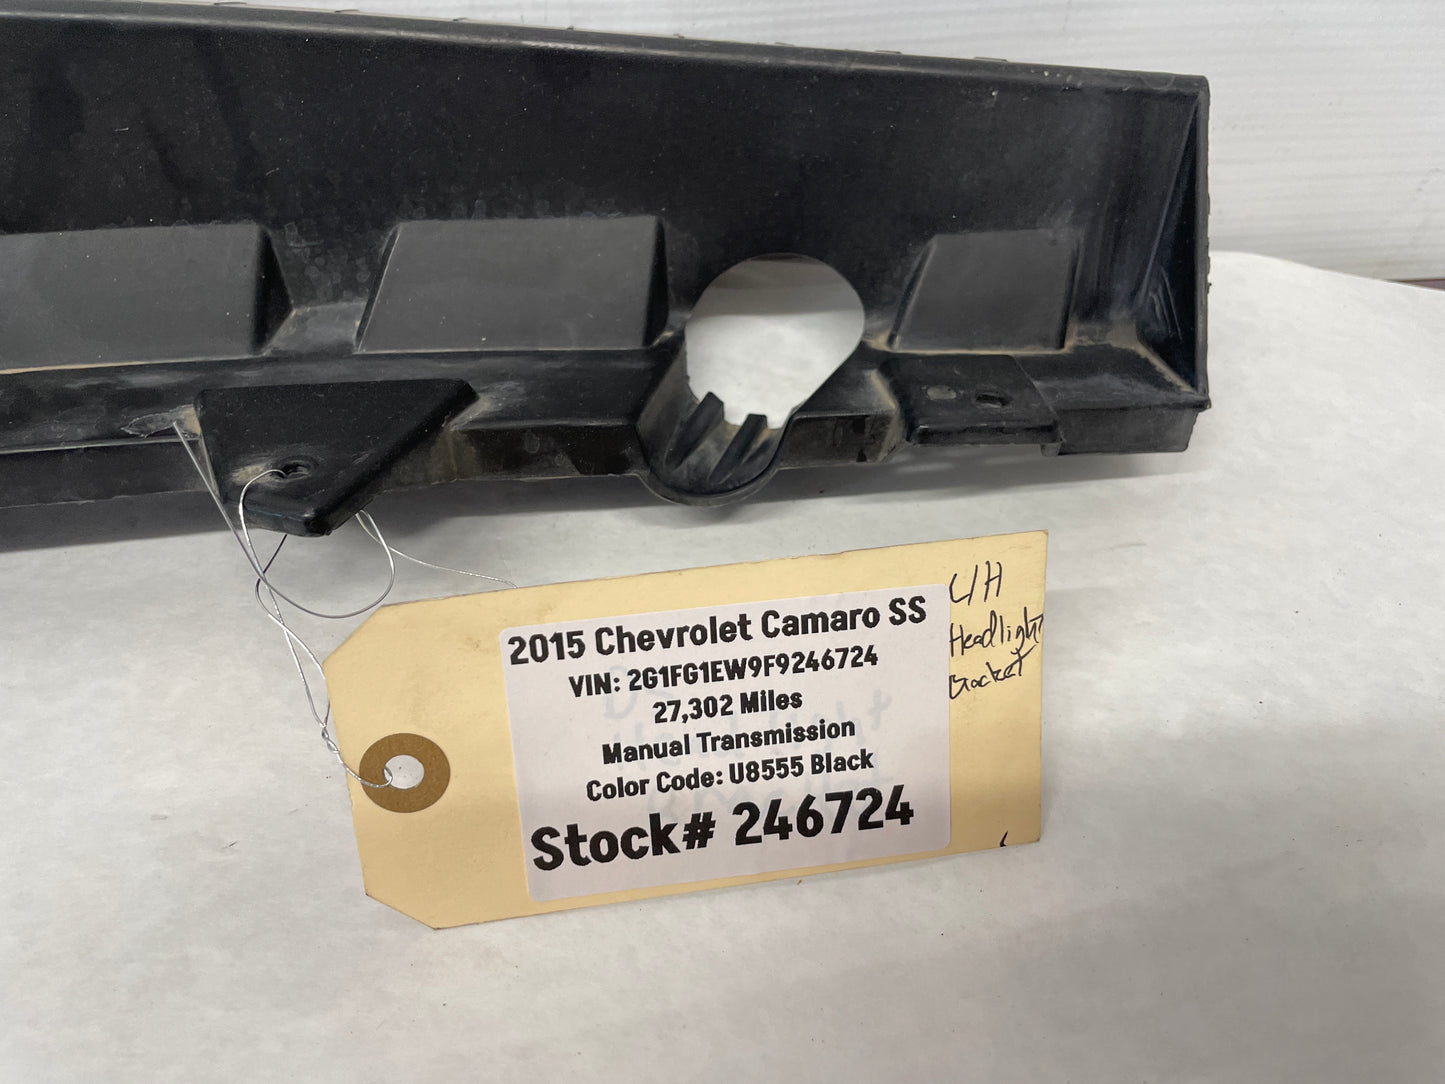 2015 Chevrolet Camaro SS
VIN: 2G1FG1EW9F9246724
27,302 Miles
Manual Transmission
Color Code: U8555 Black
Stock# 246724
L/H
Headlight
Bracket